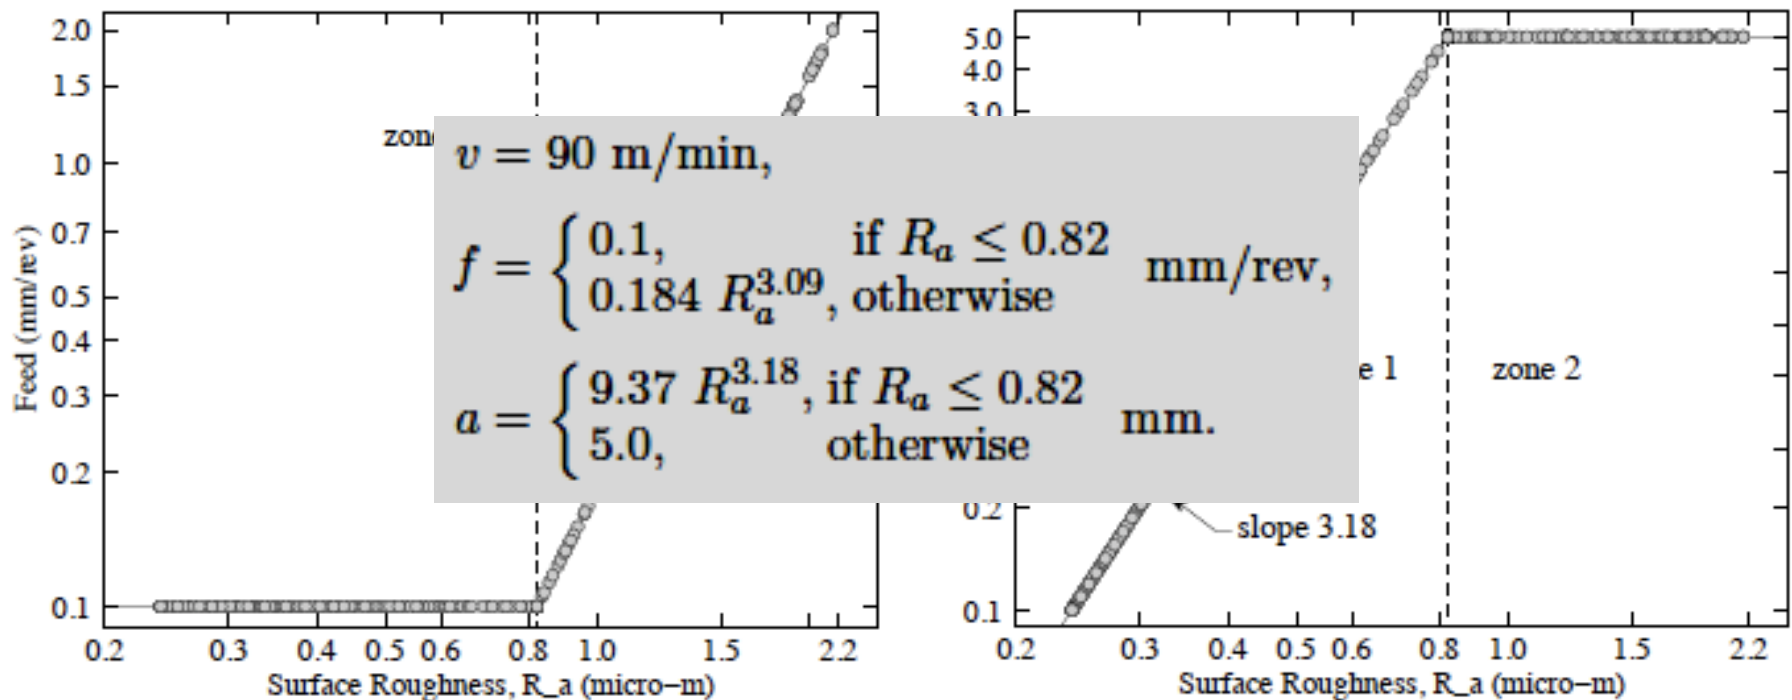 2.0
1.5
1.0
0.7
0.5
0.4
0.3
0.2
0.1
Feed (mm/rev)
0.2 0.3 0.4 0.5 0.6 0.8 1.0 1.5 2.2
Surface Roughness, R_a (micro-m)
v = 90 m/min,
f = { 0.1, if R_a ≤ 0.82
0.184 R_a^{3.09}, otherwise mm/rev,
a = { 9.37 R_a^{3.18}, if R_a ≤ 0.82
5.0, otherwise mm.
5.0
4.0
3.0
0.2
0.1
zone 2
slope 3.18
0.2 0.3 0.4 0.5 0.6 0.8 1.0 1.5 2.2
Surface Roughness, R_a (micro-m)